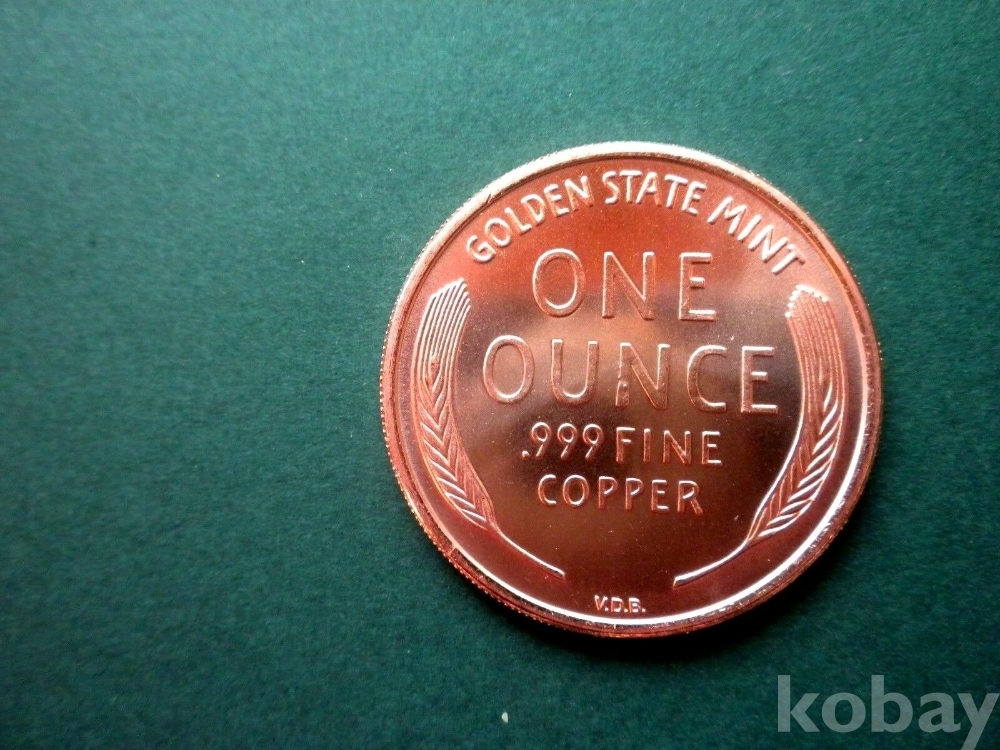 GOLDEN STATE MINT
ONE
OUNCE
.999 FINE
COPPER
V.D.B.
kobay